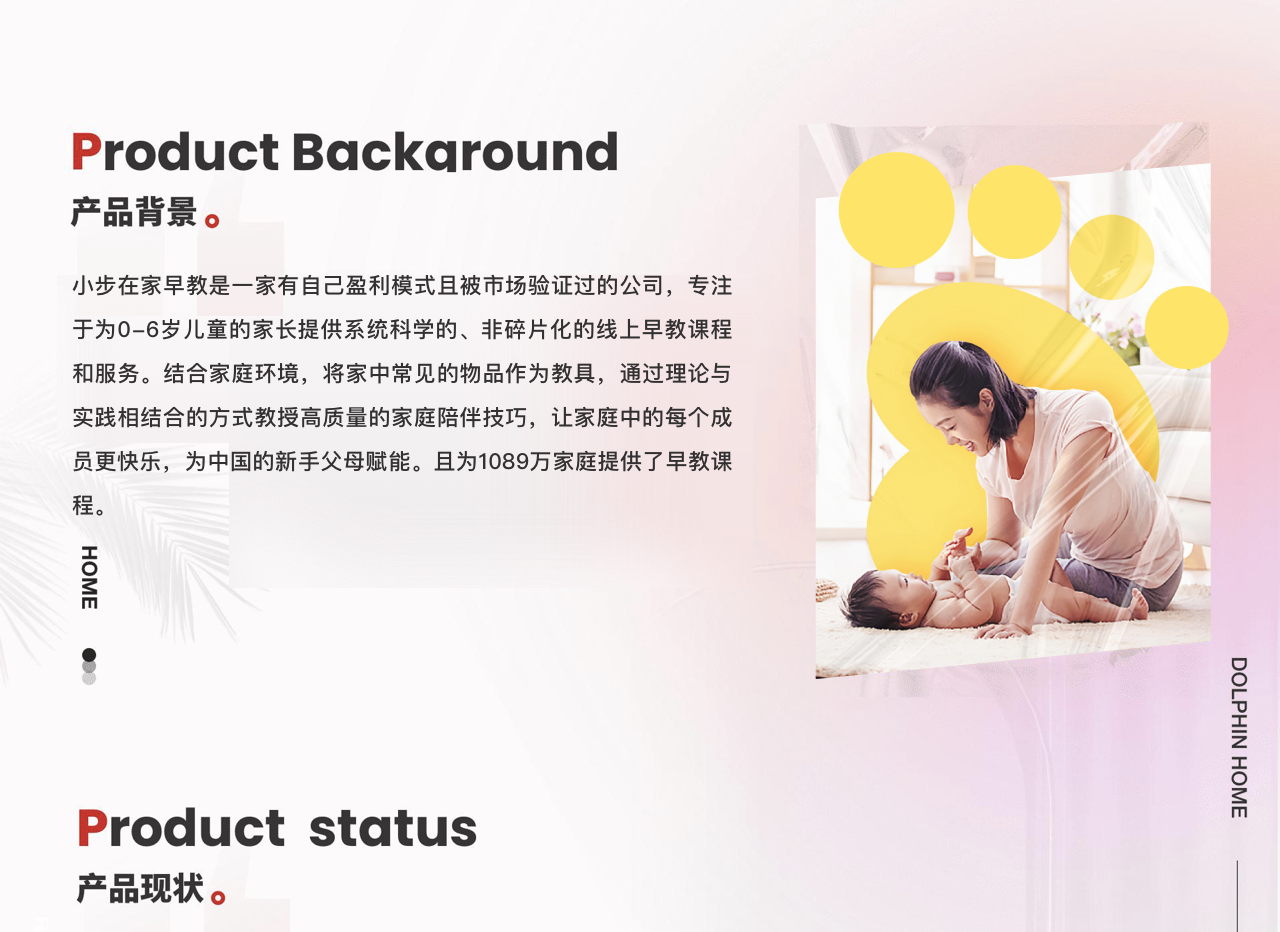 Product Background
产品背景
小步在家早教是一家有自己盈利模式且被市场验证过的公司，专注
于为0-6岁儿童的家长提供系统科学的、非碎片化的线上早教课程
和服务。结合家庭环境，将家中常见的物品作为教具，通过理论与
实践相结合的方式教授高质量的家庭陪伴技巧，让家庭中的每个成
员更快乐，为中国的新手父母赋能。且为1089万家庭提供了早教课
程。
HOME
DOLPHIN HOME
Product status
产品现状